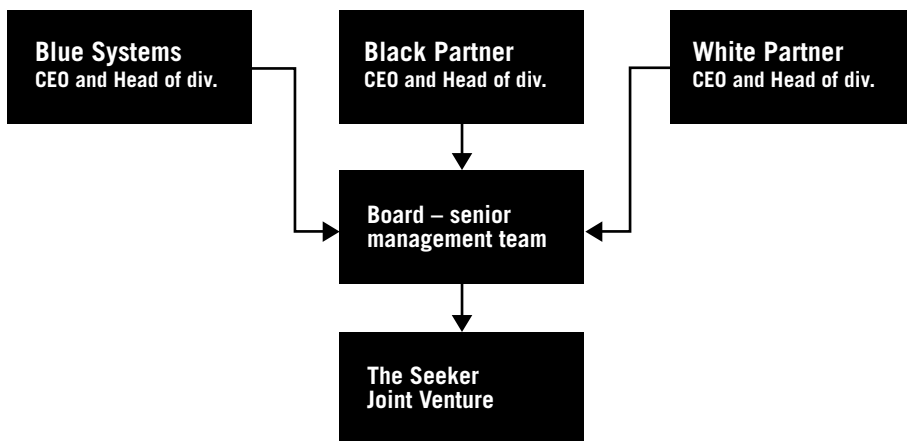 Blue Systems
CEO and Head of div.
Black Partner
CEO and Head of div.
White Partner
CEO and Head of div.
Board – senior
management team
The Seeker
Joint Venture